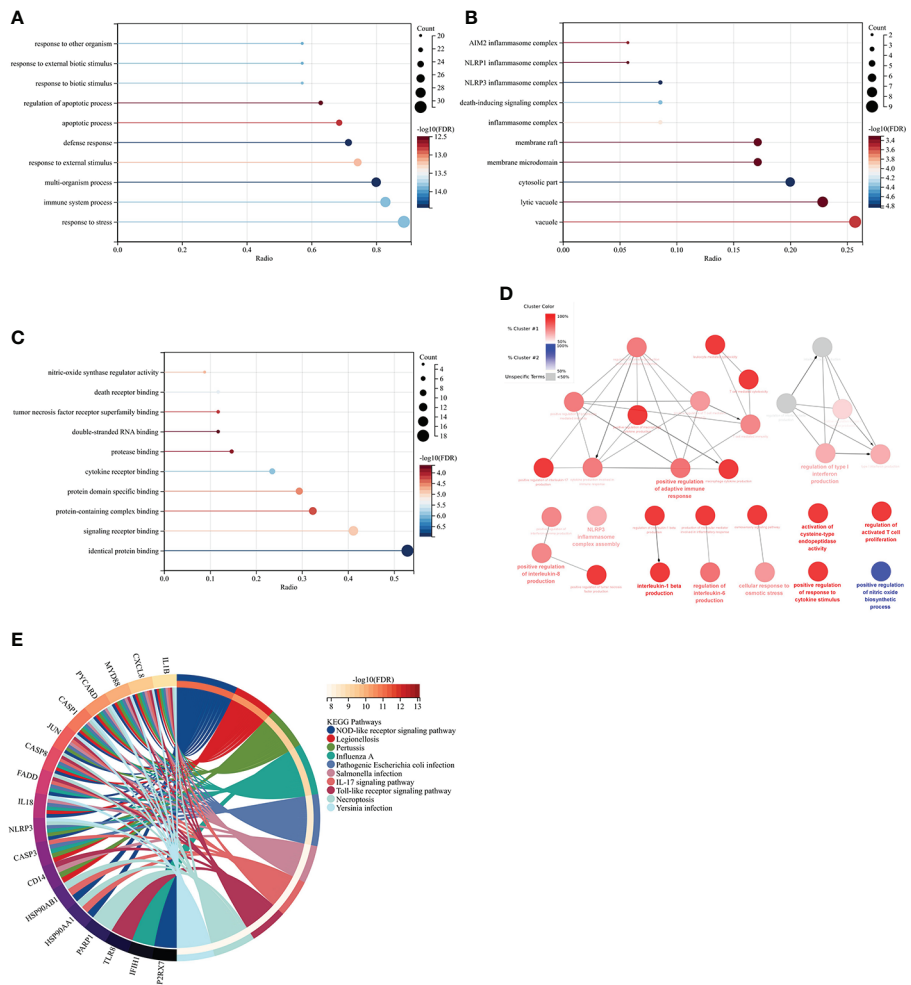 A
response to other organism
response to external biotic stimulus
response to biotic stimulus
regulation of apoptotic process
apoptotic process
defense response
response to external stimulus
multi-organism process
immune system process
response to stress
0.0
0.2
0.4
0.6
0.8
Radio
Count
20
22
24
26
28
30
-log10(FDR)
12.5
13.0
13.5
14.0
B
AIM2 inflammasome complex
NLRP1 inflammasome complex
NLRP3 inflammasome complex
death-inducing signaling complex
inflammasome complex
membrane raft
membrane microdomain
cytosolic part
lytic vacuole
vacuole
0.00
0.05
0.10
0.15
0.20
0.25
Radio
Count
2
3
4
5
6
7
8
9
-log10(FDR)
3.4
3.6
3.8
4.0
4.2
4.4
4.6
4.8
C
nitric-oxide synthase regulator activity
death receptor binding
tumor necrosis factor receptor superfamily binding
double-stranded RNA binding
protease binding
cytokine receptor binding
protein domain specific binding
protein-containing complex binding
signaling receptor binding
identical protein binding
0.0
0.1
0.2
0.3
0.4
0.5
Radio
Count
4
6
8
10
12
14
16
18
-log10(FDR)
4.0
4.5
5.0
5.5
6.0
6.5
D
Cluster Color
% Cluster #1
100%
50%
% Cluster #2
100%
50%
Unspecific Terms
<50%
positive regulation
of adaptive immune
response
regulation of type I
interferon production
positive regulation
of interleukin-8
production
inflammasome
complex assembly
interleukin-1 beta
production
regulation of
interleukin-6
production
cellular response to
osmotic stress
activation of
cysteine-type
endopeptidase
activity
positive regulation
of response to
cytokine stimulus
regulation of
activated T cell
proliferation
positive regulation
of nitric oxide
biosynthetic
process
E
IL1B
CXCL8
MYD88
PYCARD
CASP1
JUN
CASP8
FADD
IL18
NLRP3
CASP3
CD14
HSP90AB1
HSP90AA1
PARP1
TLR8
IFIH1
P2RX7
-log10(FDR)
8
9
10
11
12
13
KEGG Pathways
NOD-like receptor signaling pathway
Legionellosis
Pertussis
Influenza A
Pathogenic Escherichia coli infection
Salmonella infection
IL-17 signaling pathway
Toll-like receptor signaling pathway
Necroptosis
Yersinia infection